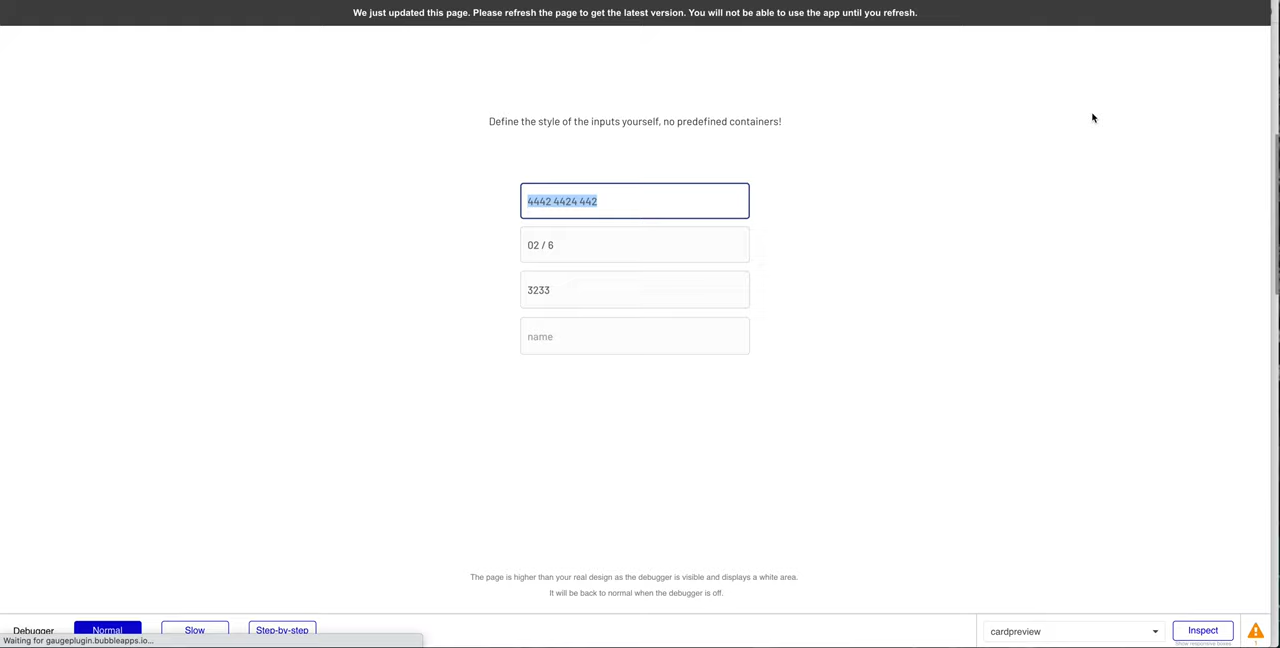 We just updated this page. Please refresh the page to get the latest version. You will not be able to use the app until you refresh.
Define the style of the inputs yourself, no predefined containers!
4442 4424 442
02 / 6
3233
name
The page is higher than your real design as the debugger is visible and displays a white area.
It will be back to normal when the debugger is off.
Debugger Normal Slow Step-by-step cardpreview Inspect
Show responsive boxes
1
Waiting for gaugeplugin.bubbleapps.io...